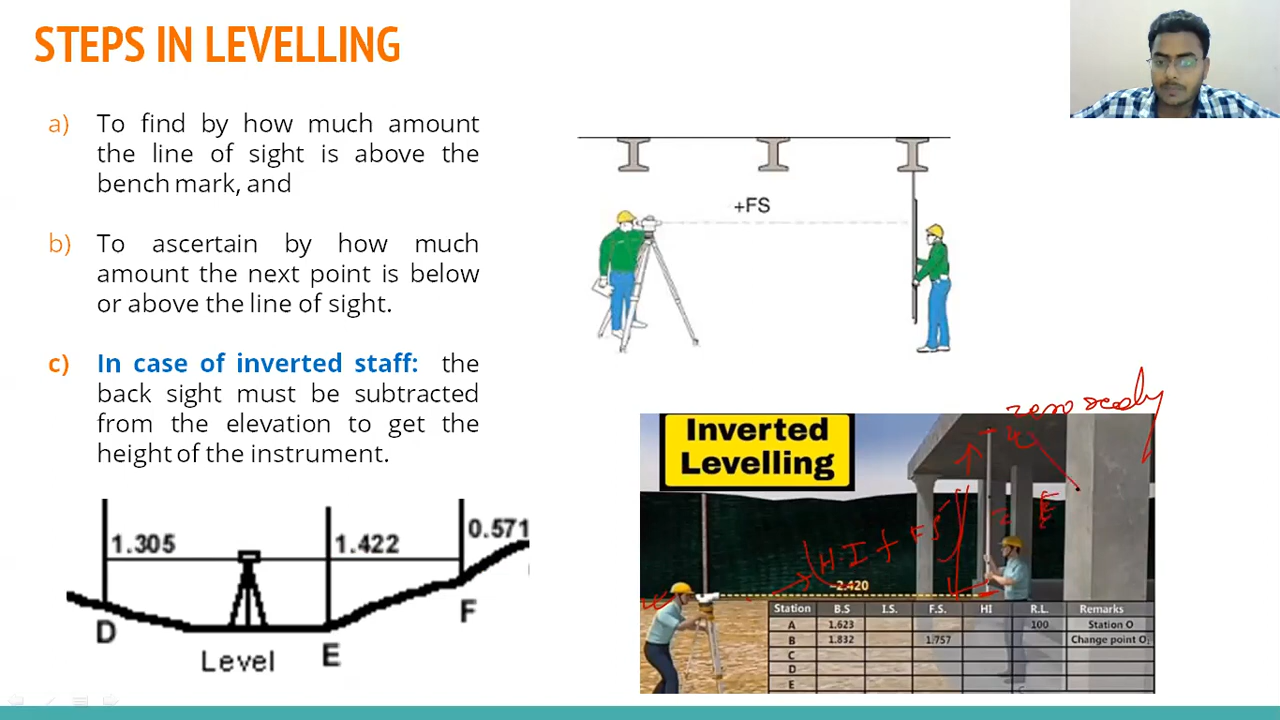 STEPS IN LEVELLING
a) To find by how much amount
the line of sight is above the
bench mark, and
b) To ascertain by how much
amount the next point is below
or above the line of sight.
c) In case of inverted staff: the
back sight must be subtracted
from the elevation to get the
height of the instrument.
+FS
1.305
1.422
0.571
D
Level
E
F
zero
Inverted
Levelling
HI + FS
-2.420
Station B.S I.S. F.S. HI R.L. Remarks
A 1.623 100 Station O
B 1.832 1.757 Change point O
C
D
E